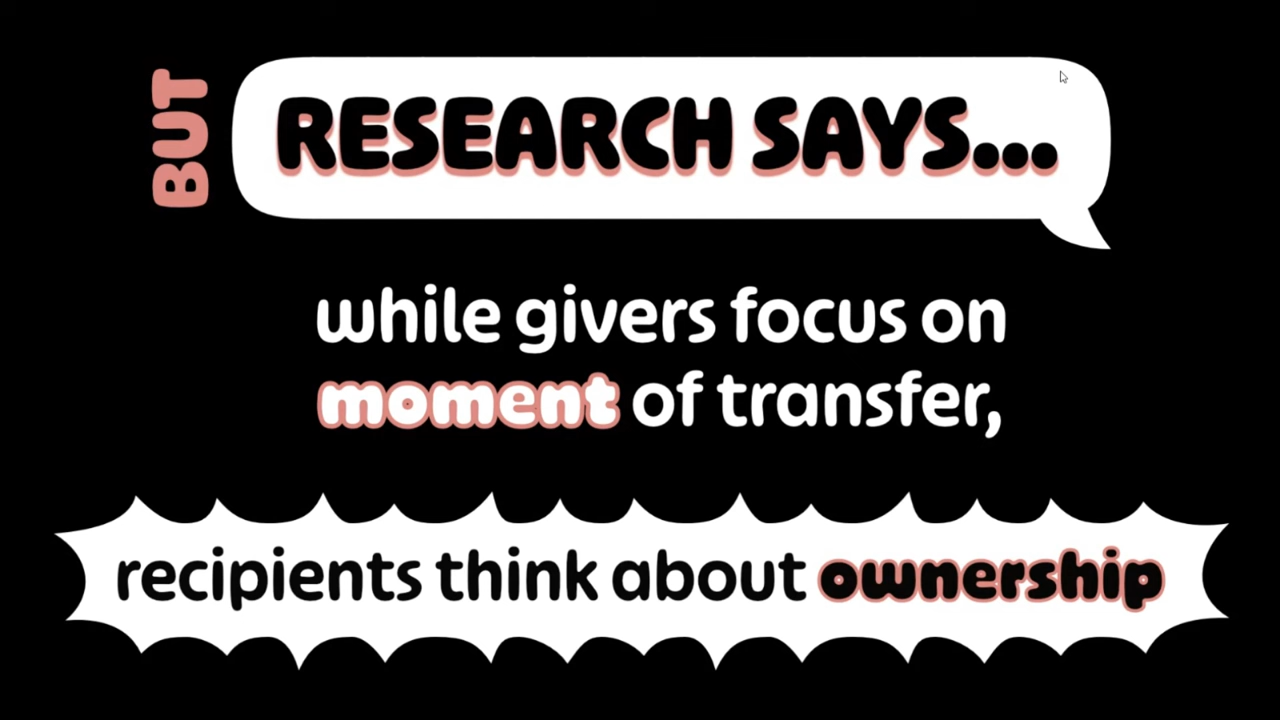 BUT
RESEARCH SAYS...
while givers focus on
moment of transfer,
recipients think about ownership